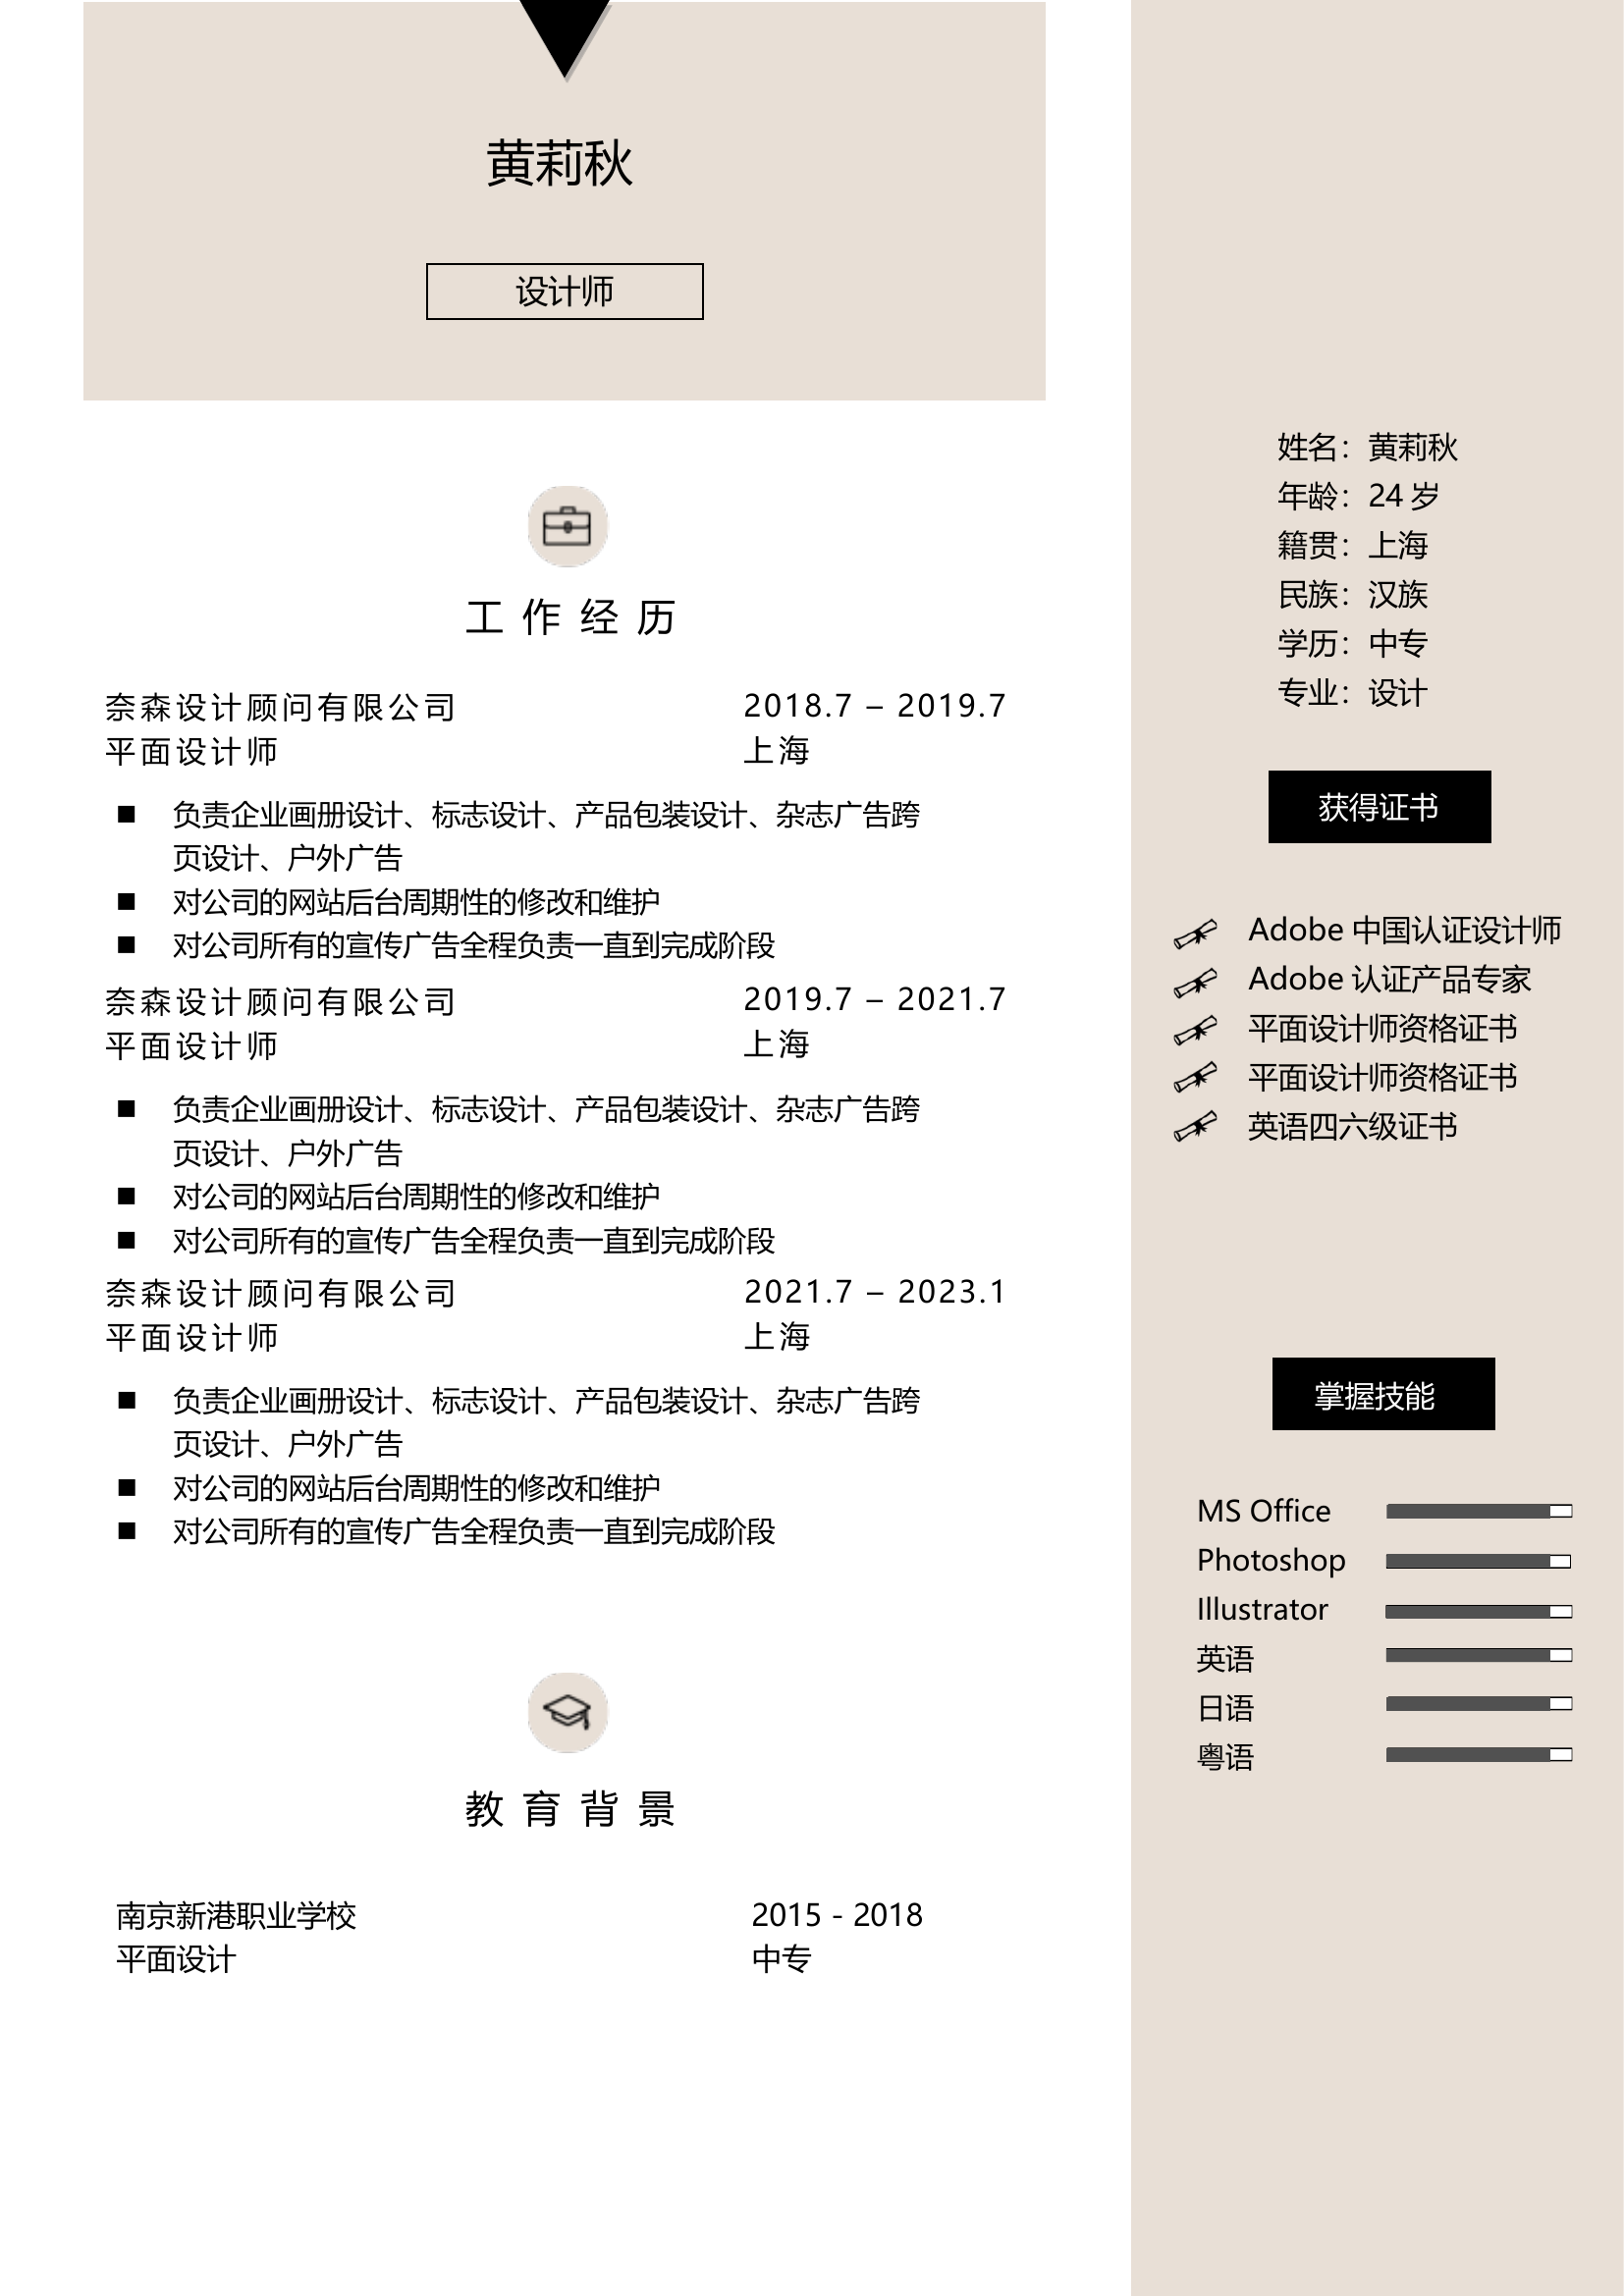 黄莉秋
设计师
工作经历
奈森设计顾问有限公司 2018.7 – 2019.7
平面设计师 上海
■ 负责企业画册设计、标志设计、产品包装设计、杂志广告跨
页设计、户外广告
■ 对公司的网站后台周期性的修改和维护
■ 对公司所有的宣传广告全程负责一直到完成阶段
奈森设计顾问有限公司 2019.7 – 2021.7
平面设计师 上海
■ 负责企业画册设计、标志设计、产品包装设计、杂志广告跨
页设计、户外广告
■ 对公司的网站后台周期性的修改和维护
■ 对公司所有的宣传广告全程负责一直到完成阶段
奈森设计顾问有限公司 2021.7 – 2023.1
平面设计师 上海
■ 负责企业画册设计、标志设计、产品包装设计、杂志广告跨
页设计、户外广告
■ 对公司的网站后台周期性的修改和维护
■ 对公司所有的宣传广告全程负责一直到完成阶段
教育背景
南京新港职业学校 2015 - 2018
平面设计 中专
姓名：黄莉秋
年龄：24 岁
籍贯：上海
民族：汉族
学历：中专
专业：设计
获得证书
Adobe 中国认证设计师
Adobe 认证产品专家
平面设计师资格证书
平面设计师资格证书
英语四六级证书
掌握技能
MS Office
Photoshop
Illustrator
英语
日语
粤语